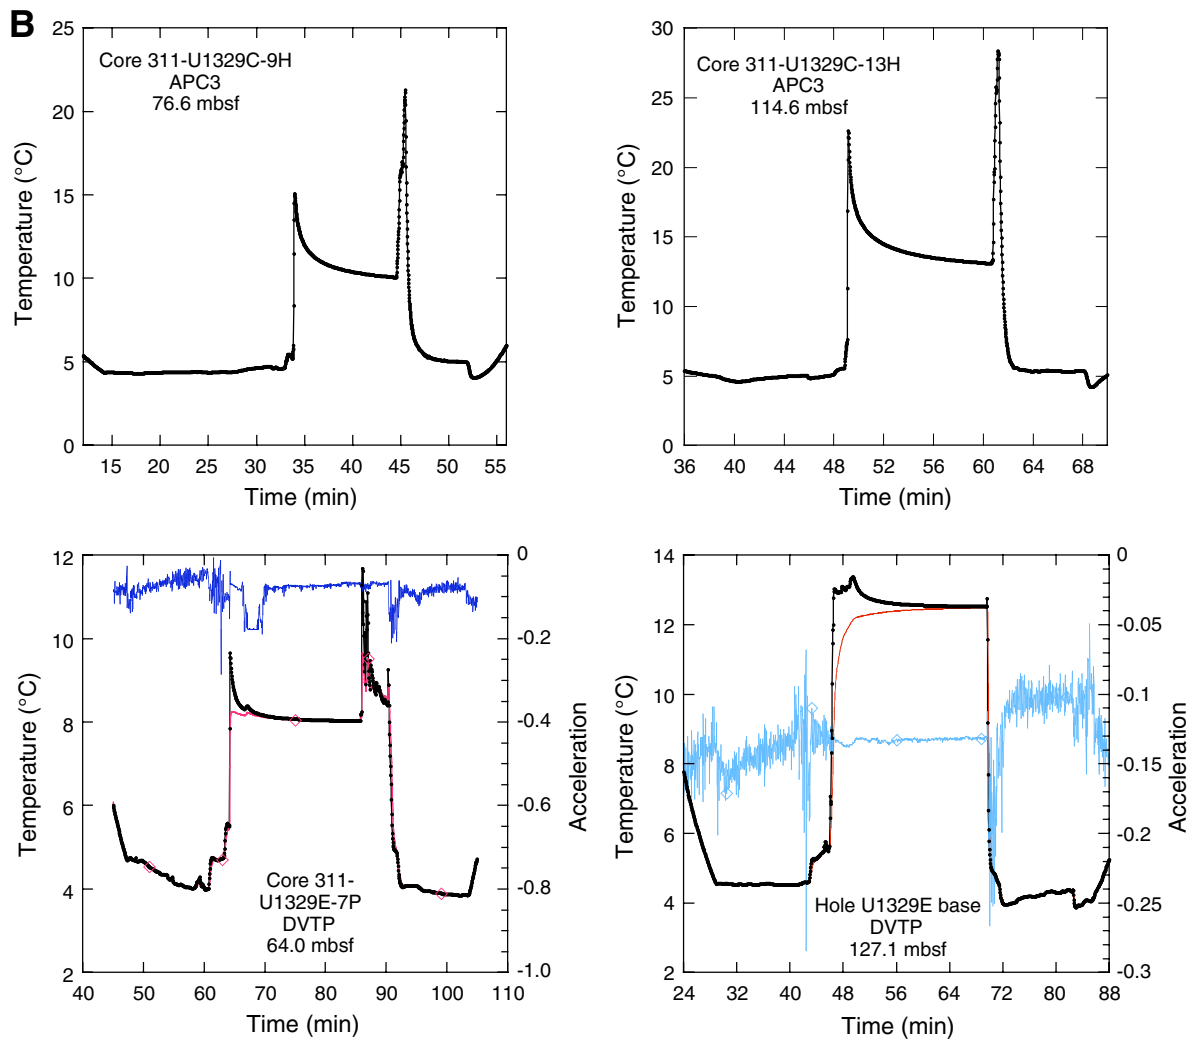 B
25
20
15
10
5
0
Temperature (°C)
Core 311-U1329C-9H
APC3
76.6 mbsf
15 20 25 30 35 40 45 50 55
Time (min)
30
25
20
15
10
5
0
Temperature (°C)
Core 311-U1329C-13H
APC3
114.6 mbsf
36 40 44 48 52 56 60 64 68
Time (min)
12
10
8
6
4
2
Temperature (°C)
0
-0.2
-0.4
-0.6
-0.8
-1.0
Acceleration
Core 311-
U1329E-7P
DVTP
64.0 mbsf
40 50 60 70 80 90 100 110
Time (min)
14
12
10
8
6
4
2
Temperature (°C)
0
-0.05
-0.1
-0.15
-0.2
-0.25
-0.3
Acceleration
Hole U1329E base
DVTP
127.1 mbsf
24 32 40 48 56 64 72 80 88
Time (min)